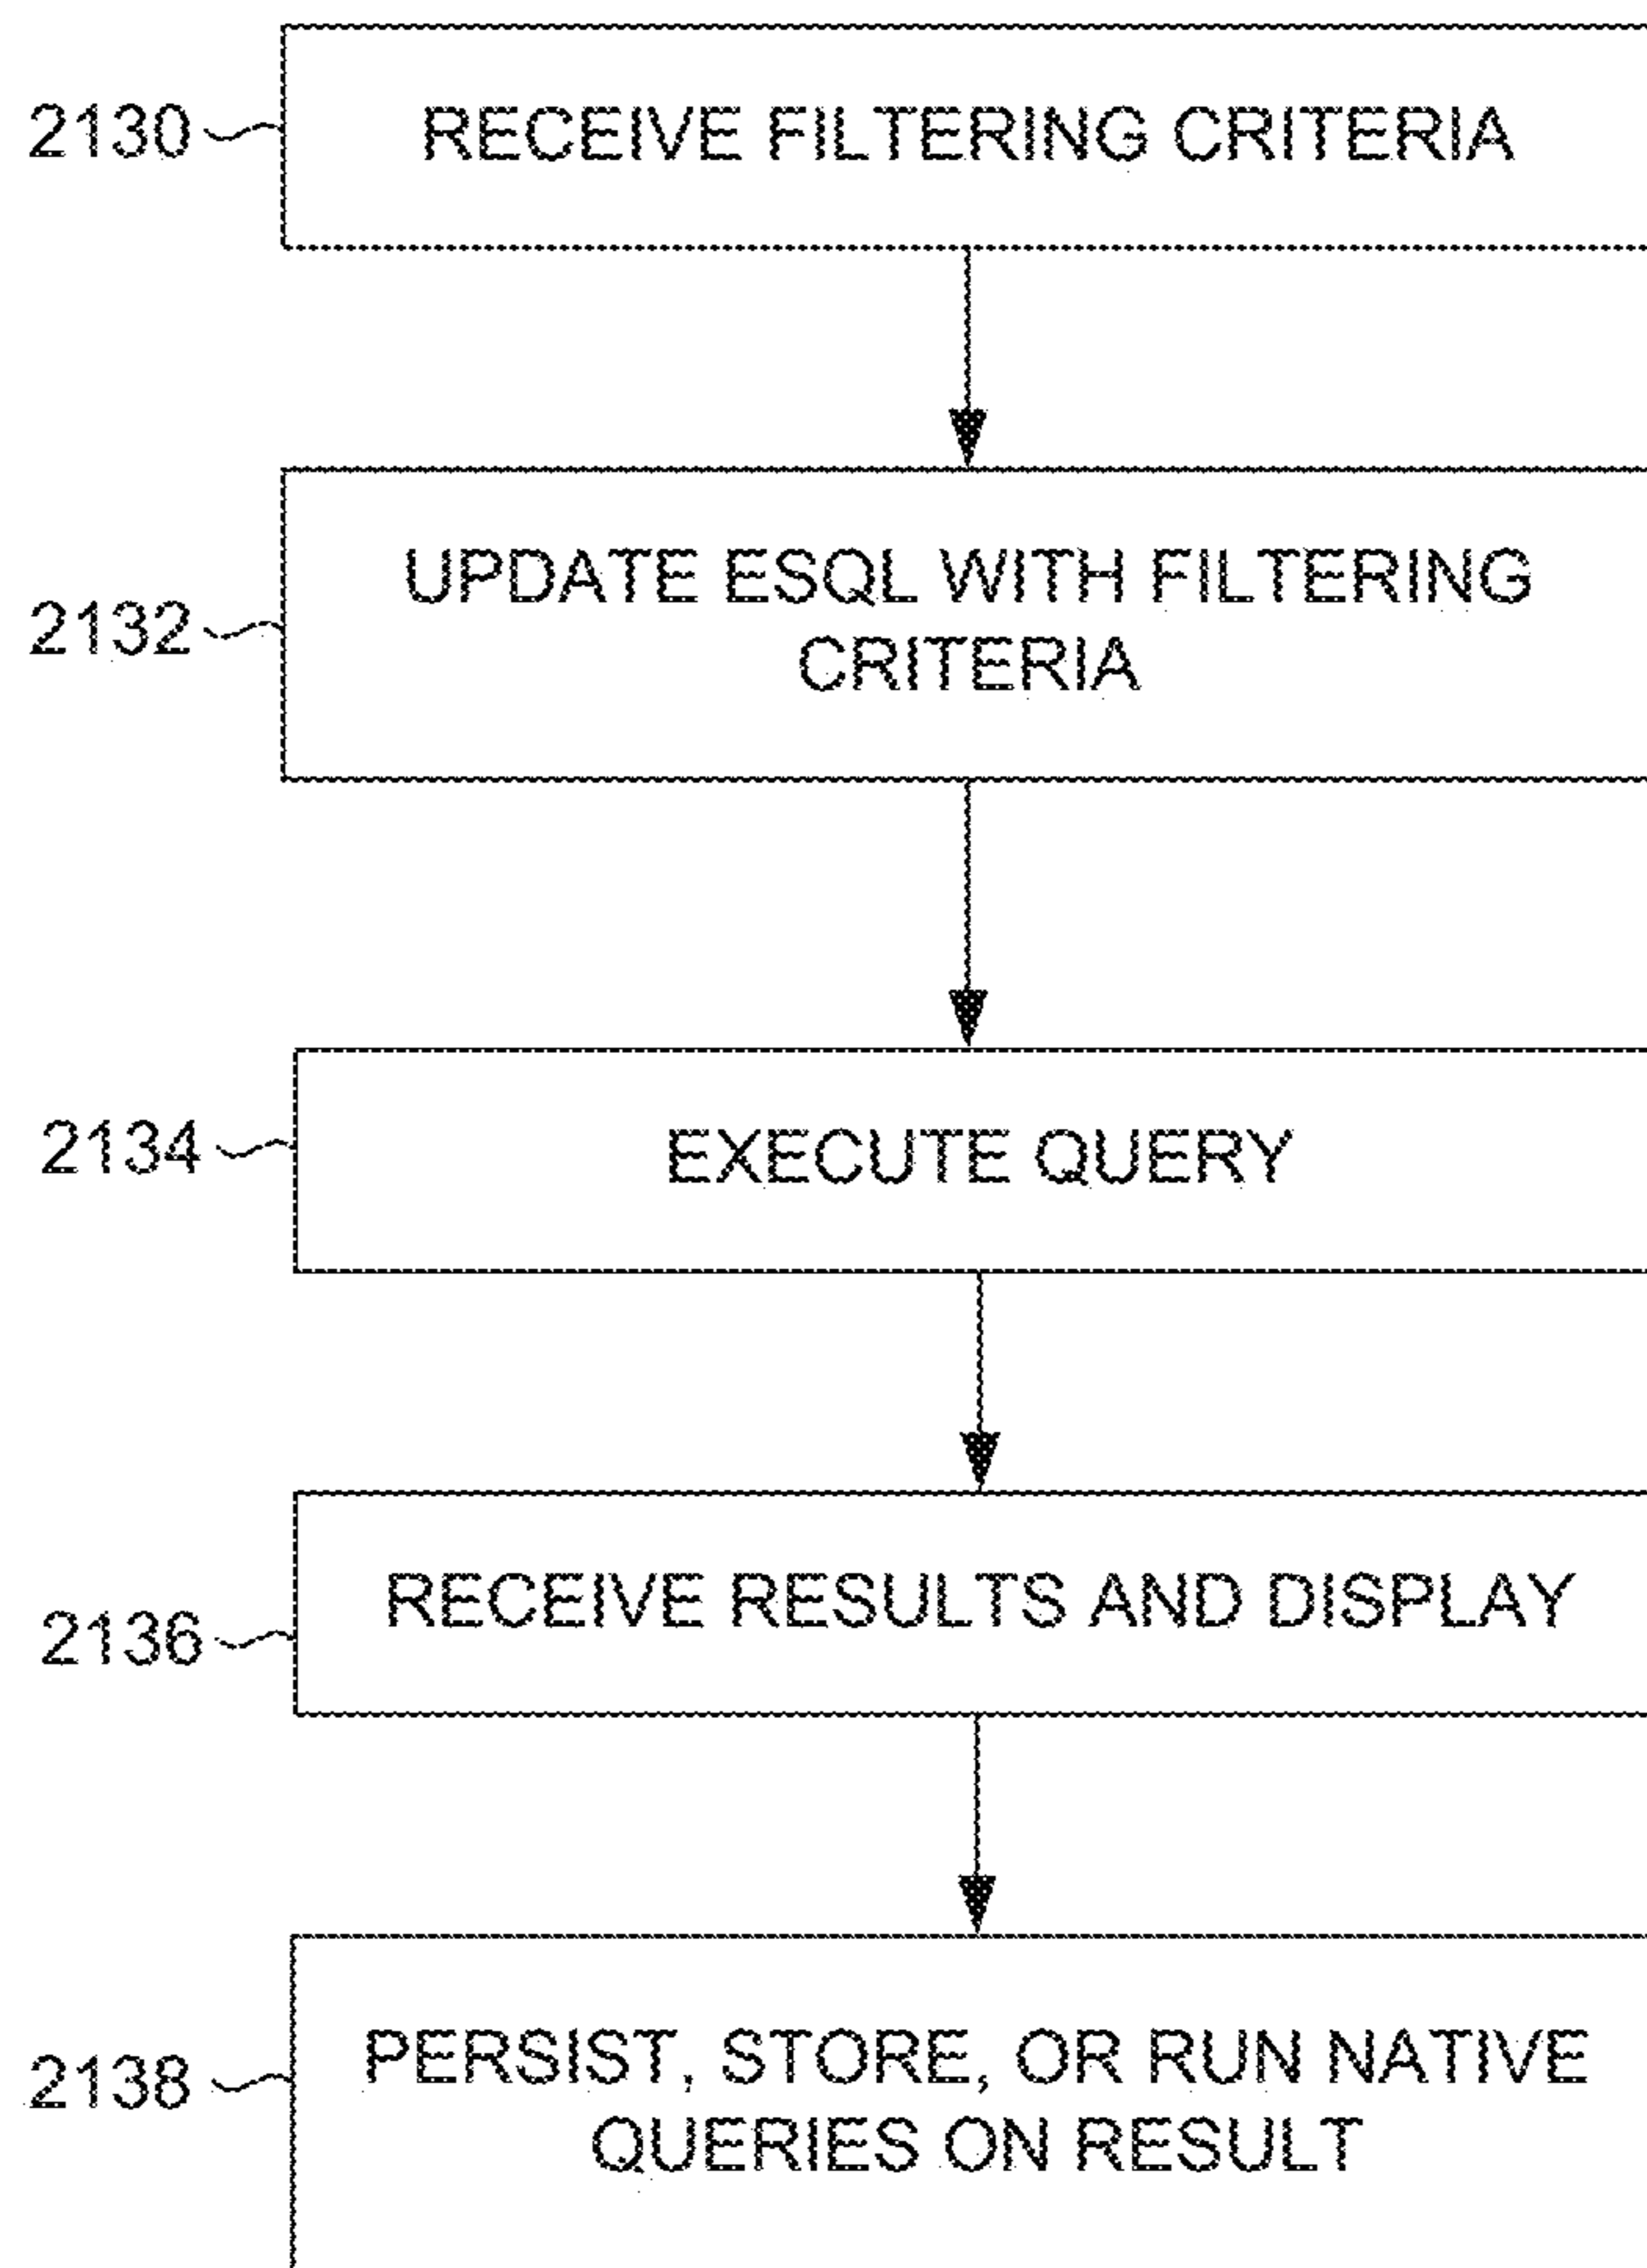 2130
RECEIVE FILTERING CRITERIA
2132
UPDATE ESQL WITH FILTERING
CRITERIA
2134
EXECUTE QUERY
2136
RECEIVE RESULTS AND DISPLAY
2138
PERSIST, STORE, OR RUN NATIVE
QUERIES ON RESULT